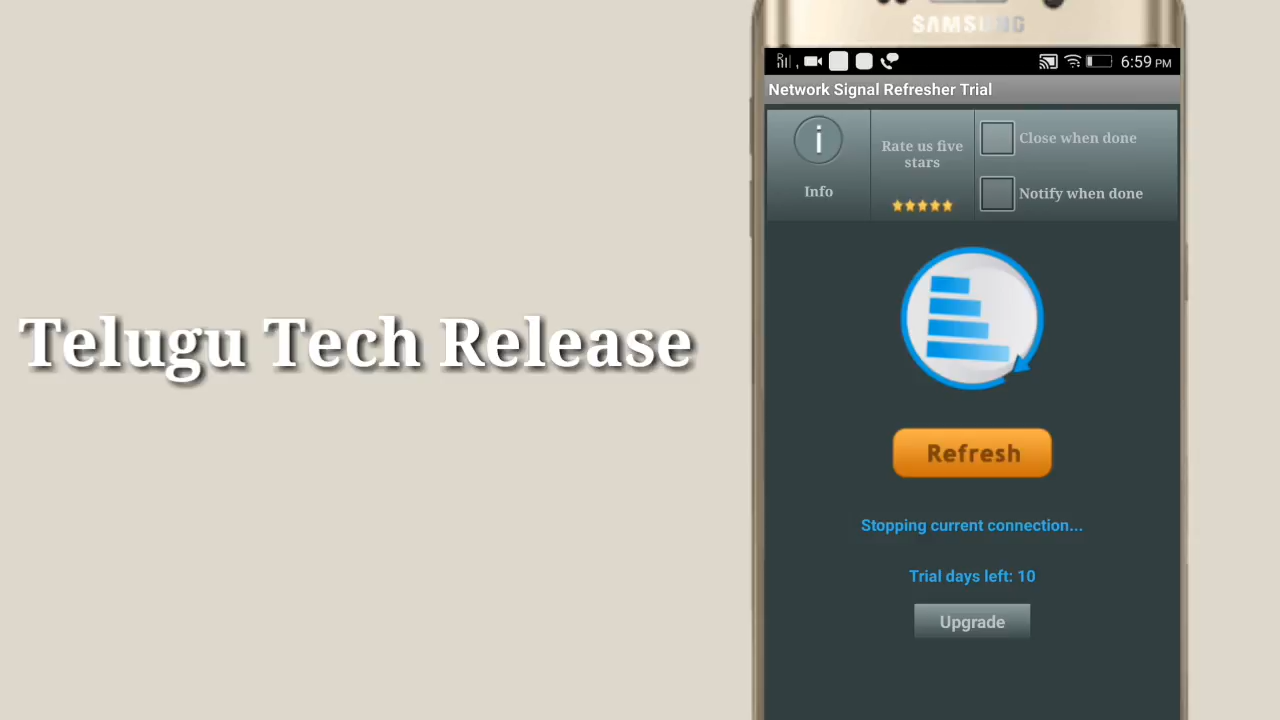 Telugu Tech Release
SAMSUNG
6:59 PM
Network Signal Refresher Trial
i
Info
Rate us five
stars
Close when done
Notify when done
Refresh
Stopping current connection...
Trial days left: 10
Upgrade